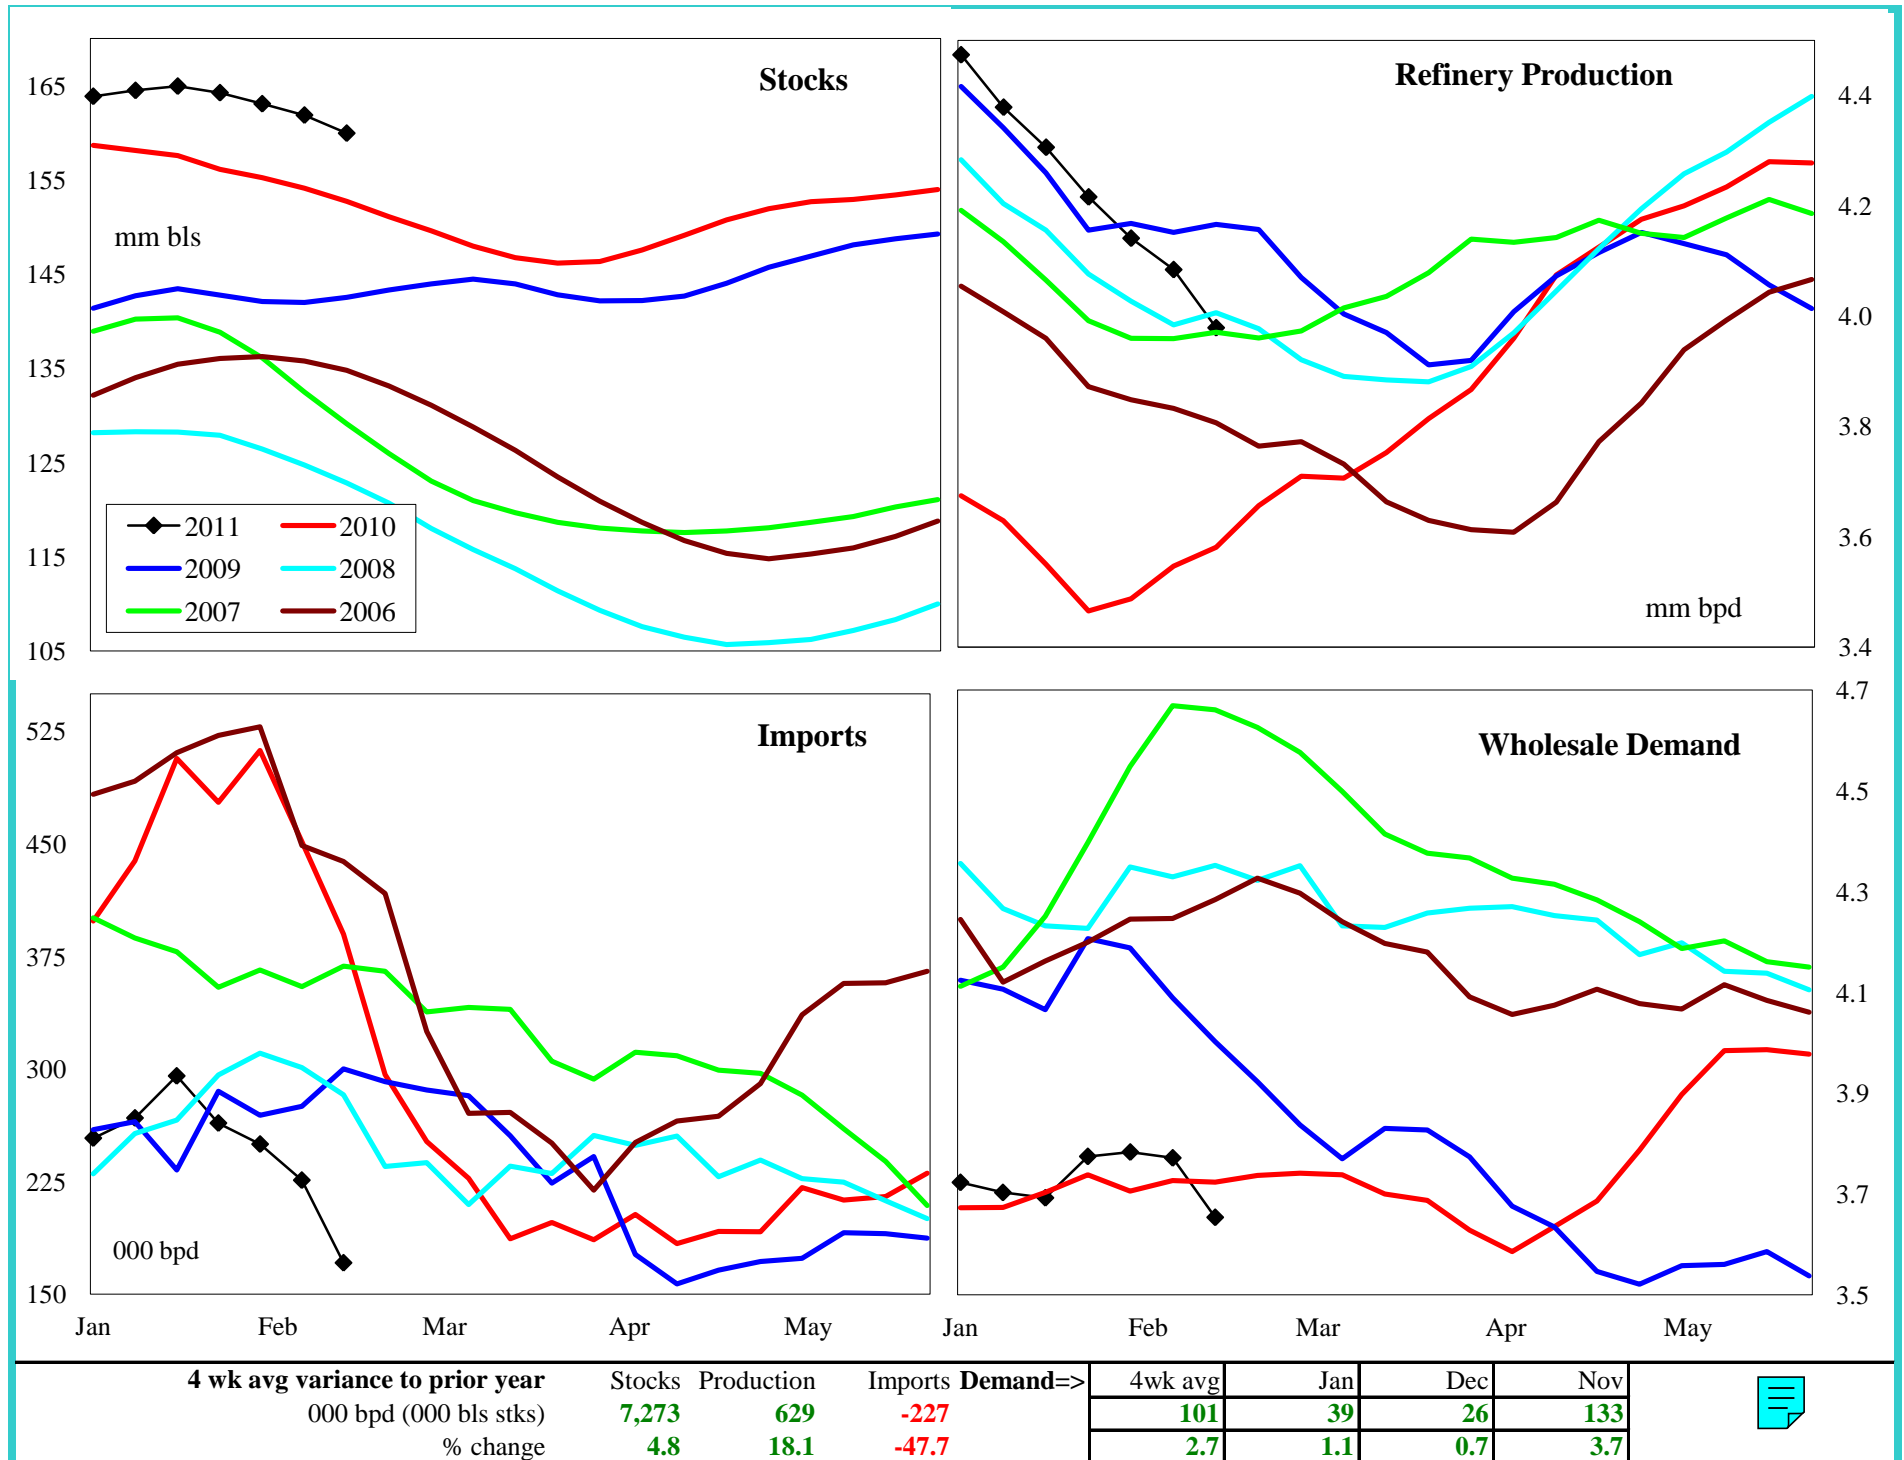 Stocks
165
155
145
135
125
115
105
mm bls
2011
2010
2009
2008
2007
2006
Refinery Production
4.4
4.2
4.0
3.8
3.6
3.4
mm bpd
Imports
525
450
375
300
225
150
000 bpd
Jan Feb Mar Apr May
Wholesale Demand
4.7
4.5
4.3
4.1
3.9
3.7
3.5
Jan Feb Mar Apr May
4 wk avg variance to prior year Stocks Production Imports Demand=> 4wk avg Jan Dec Nov
000 bpd (000 bls stks) 7,273 629 -227 101 39 26 133
% change 4.8 18.1 -47.7 2.7 1.1 0.7 3.7